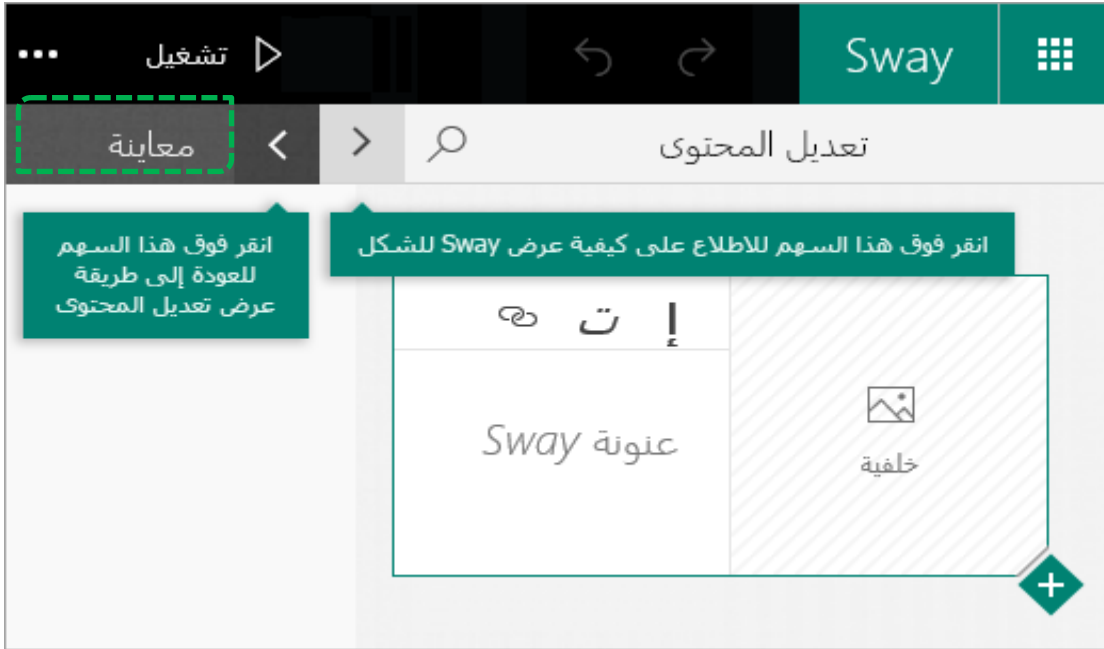 Sway
تشغيل
تعديل المحتوى
معاينة
انقر فوق هذا السهم للاطلاع على كيفية عرض Sway للشكل
انقر فوق هذا السهم
للعودة إلى طريقة
عرض تعديل المحتوى
إ ت
خلفية
عنونة Sway